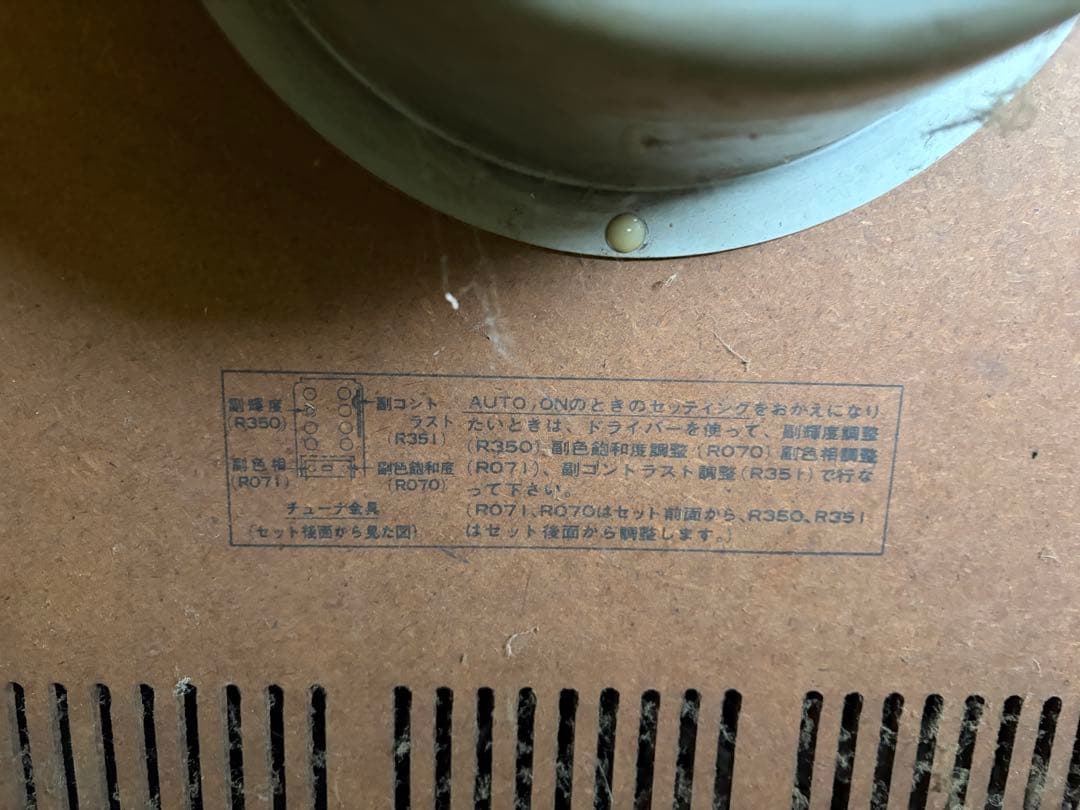 副輝度
(R350)
副コント
ラスト
(R351)
副色相
(R071)
副色飽和度
(R070)
チューナ金具
(セット後面から見た図)
AUTO,ONのときのセッティングをおかえになり
たいときは、ドライバーを使って、副輝度調整
(R350)、副色飽和度調整(R070)副色相調整
(R071)、副コントラスト調整(R351)で行な
って下さい。
(R071、R070はセット前面から、R350、R351
はセット後面から調整します。)